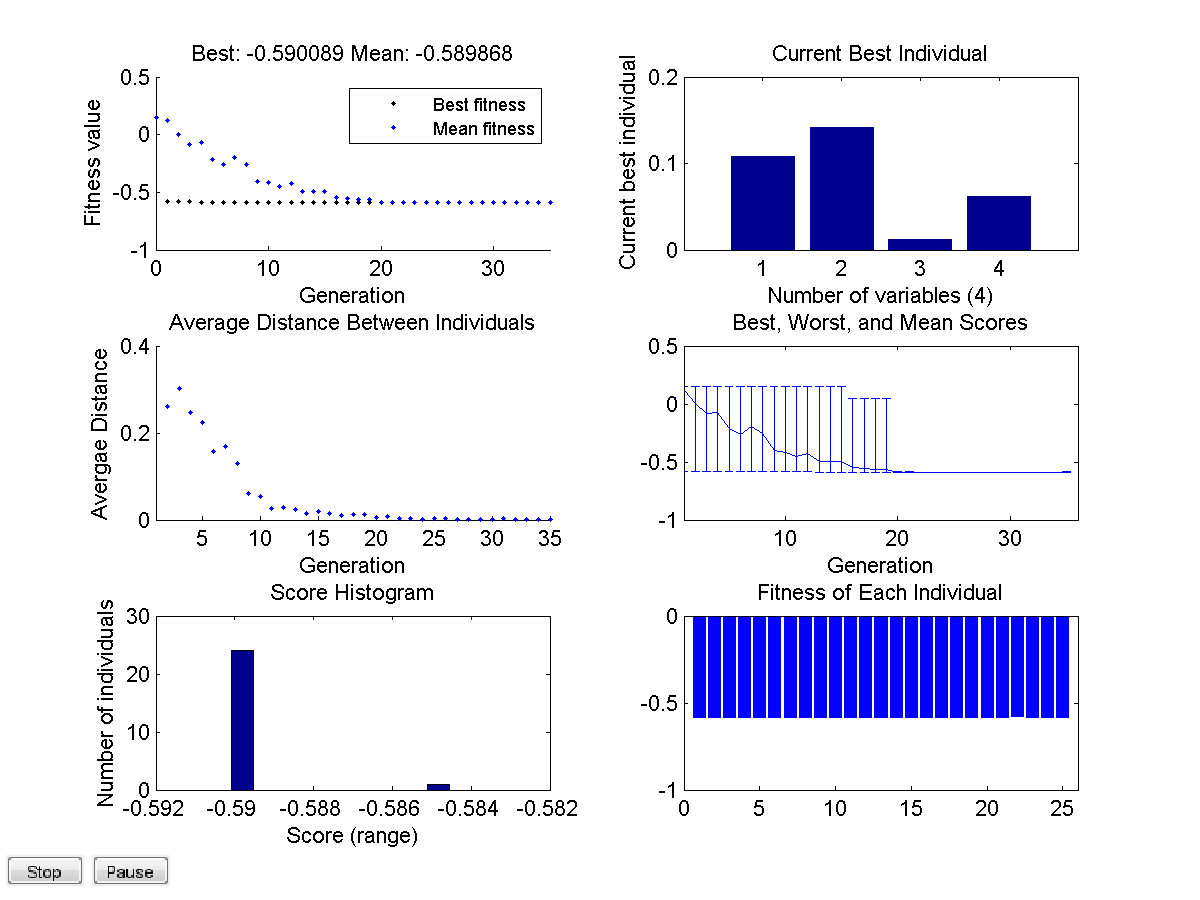 Best: -0.590089 Mean: -0.589868
0.5
0
-0.5
-1
Fitness value
Best fitness
Mean fitness
0 10 20 30
Generation
Current Best Individual
0.2
0.1
0
Current best individual
1 2 3 4
Number of variables (4)
Average Distance Between Individuals
0.4
0.2
0
Avergae Distance
5 10 15 20 25 30 35
Generation
Best, Worst, and Mean Scores
0.5
0
-0.5
-1
10 20 30
Generation
Score Histogram
30
20
10
0
Number of individuals
-0.592 -0.59 -0.588 -0.586 -0.584 -0.582
Score (range)
Fitness of Each Individual
0
-0.5
-1
0 5 10 15 20 25
Stop Pause